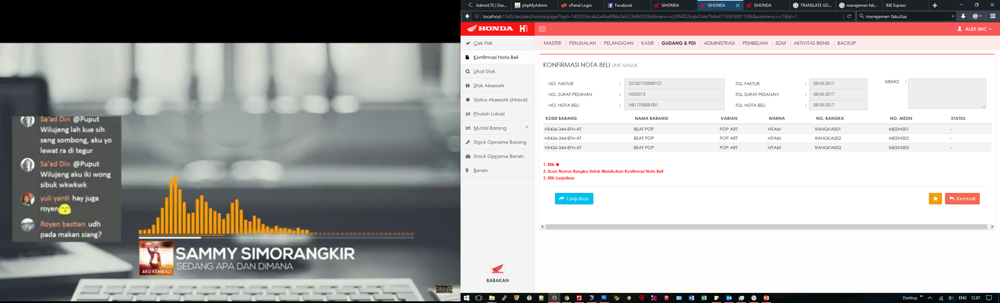 Sa'ad Din @Puput
Wilujeng lah kue sih
seng sombong, aku yo
lewat ra di tegur
Sa'ad Din @Puput
Wilujeng aku iki wong
sibuk wkwkwk
yuli yanti hay juga
royen
Royen bastian udh
pada makan siang?
AKU KEMBALI
SAMMY SIMORANGKIR
SEDANG APA DAN DIMANA
pro-M
AdminLTE | Das...
phpMyAdmin
cPanel Login
Facebook
SIHONDA
SIHONDA
SIHONDA
TRANSLATE GO...
manajemen fak...
JNE Express
localhost:1545/tes/alex/honda/page/?opt=140335ccab2a4ba5ffdd3e523b94333b&menu=c2958526ab43de79cb47158058f115fb&submenu=u1&id=1
menejemen fakultas
ABP
HONDA H1
ALEX IMC
MASTER | PENJUALAN | PELANGGAN | KASIR | GUDANG & PDI | ADMINISTRASI | PEMBELIAN | SDM | AKTIVITAS BISNIS | BACKUP
Cek Fisik
Konfirmasi Nota Beli
Lihat Stok
Stok Aksesoris
Status Aksesoris (Masuk)
Pindah Lokasi
Mutasi Barang
Stock Opname Barang
Stock Opname Bensin
Bensin
HONDA
BABAKAN
KONFIRMASI NOTA BELI UNIT MASUK
NO. FAKTUR : DO201705080121 TGL FAKTUR : 08-05-2017 MEMO :
NO. SURAT PESANAN : NS00213 TGL SURAT PESANAN : 08-05-2017
NO. NOTA BELI : NB1170508-001 TGL NOTA BELI : 08-05-2017
KODE BARANG NAMA BARANG VARIAN WARNA NO. RANGKA NO. MESIN STATUS
H5436-344-BTH-AT BEAT POP POP ART HITAM RANGKA001 MESIN001 -
H5436-344-BTH-AT BEAT POP POP ART HITAM RANGKA002 MESIN002 -
H5436-344-BTH-AT BEAT POP POP ART HITAM RANGKA003 MESIN003 -
1. Klik ★
2. Scan Nomor Rangka Untuk Melakukan Konfirmasi Nota Beli
3. Klik Lanjutkan
Lanjutkan
Kembali
Desktop
ENG 12.07